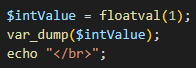 $intValue = floatval(1);
var_dump($intValue);
echo "</br>";